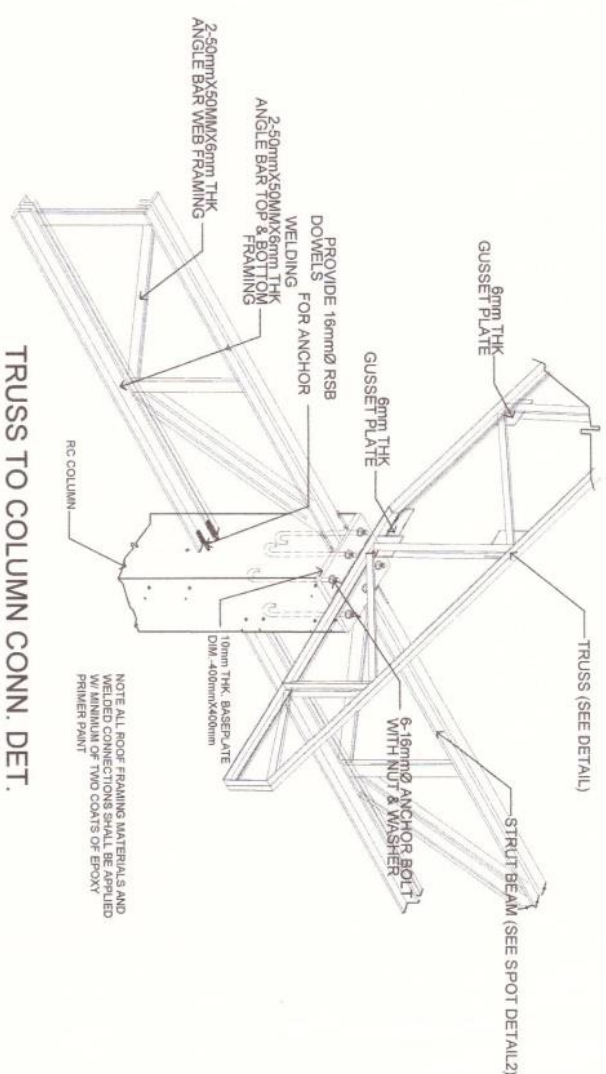 2-50mmX50MMX6mm THK
ANGLE BAR WEB FRAMING
2-50mmX50MMX6mm THK
ANGLE BAR TOP & BOTTOM
FRAMING
PROVIDE 16mmØ RSB
DOWELS FOR ANCHOR
WELDING
6mm THK
GUSSET PLATE
6mm THK
GUSSET PLATE
TRUSS (SEE DETAIL)
STRUT BEAM (SEE SPOT DETAIL2)
6-16mmØ ANCHOR BOLT
WITH NUT & WASHER
10mm THK. BASEPLATE
DIM.-400mmX400mm
RC COLUMN
NOTE ALL ROOF FRAMING MATERIALS AND
WELDED CONNECTIONS SHALL BE APPLIED
W/ MINIMUM OF TWO COATS OF EPOXY
PRIMER PAINT
TRUSS TO COLUMN CONN. DET.